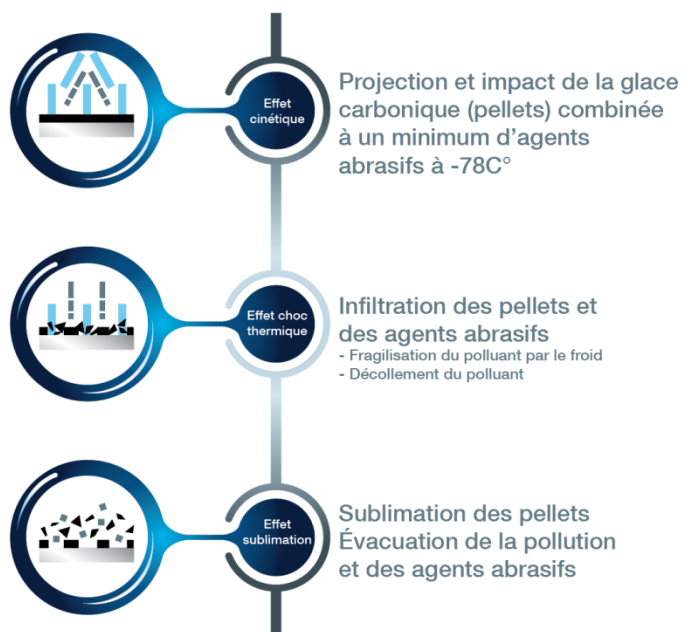 Effet
cinétique
Projection et impact de la glace
carbonique (pellets) combinée
à un minimum d'agents
abrasifs à -78C°
Effet choc
thermique
Infiltration des pellets et
des agents abrasifs
- Fragilisation du polluant par le froid
- Décollement du polluant
Effet
sublimation
Sublimation des pellets
Évacuation de la pollution
et des agents abrasifs